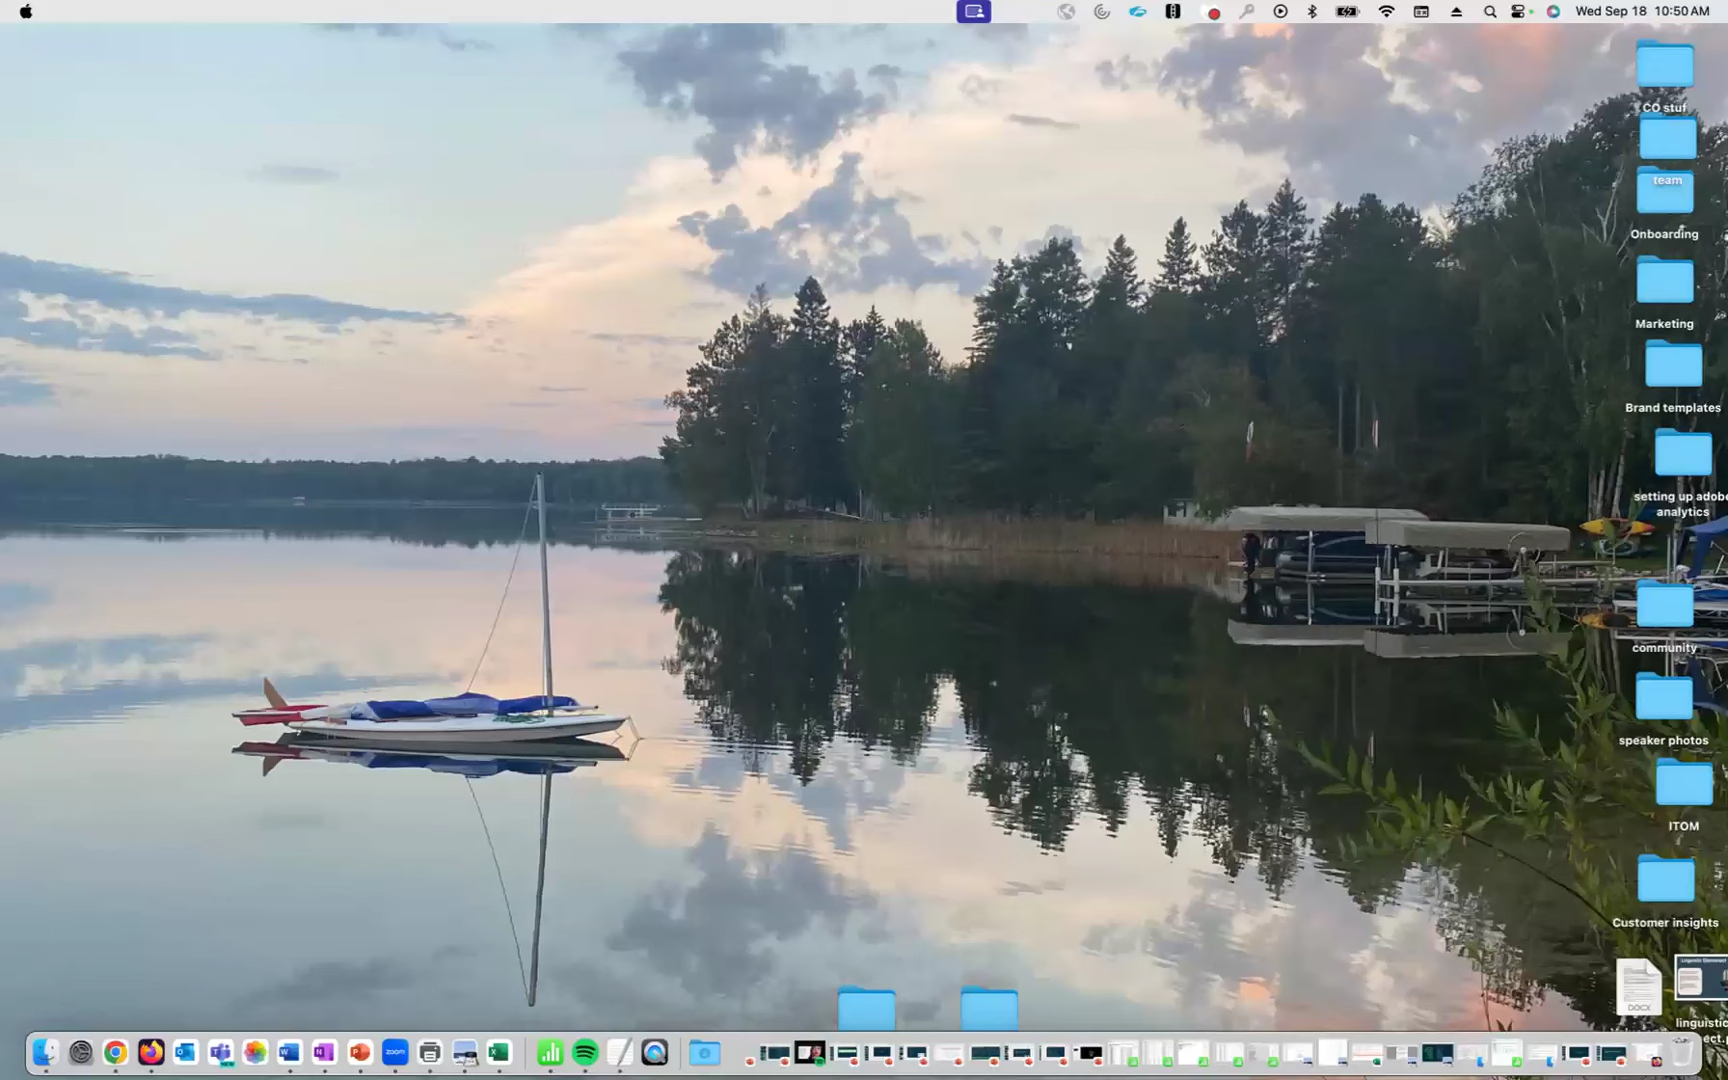 Wed Sep 18 10:50 AM
CO stuf
team
Onboarding
Marketing
Brand templates
setting up adobe
analytics
community
speaker photos
ITOM
Customer insights
DOCX
zoom